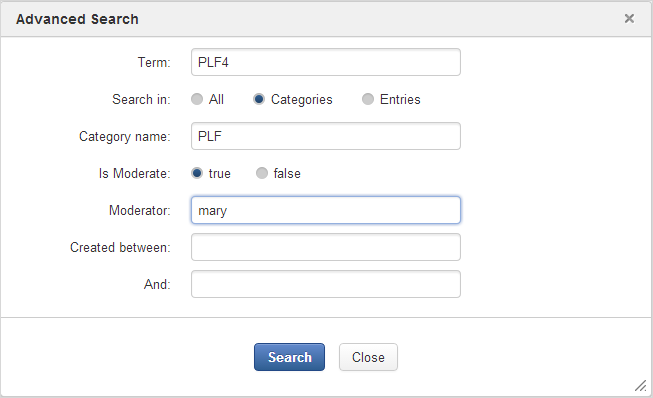 Advanced Search ×
Term: PLF4
Search in: All Categories Entries
Category name: PLF
Is Moderate: true false
Moderator: mary
Created between:
And:
Search Close